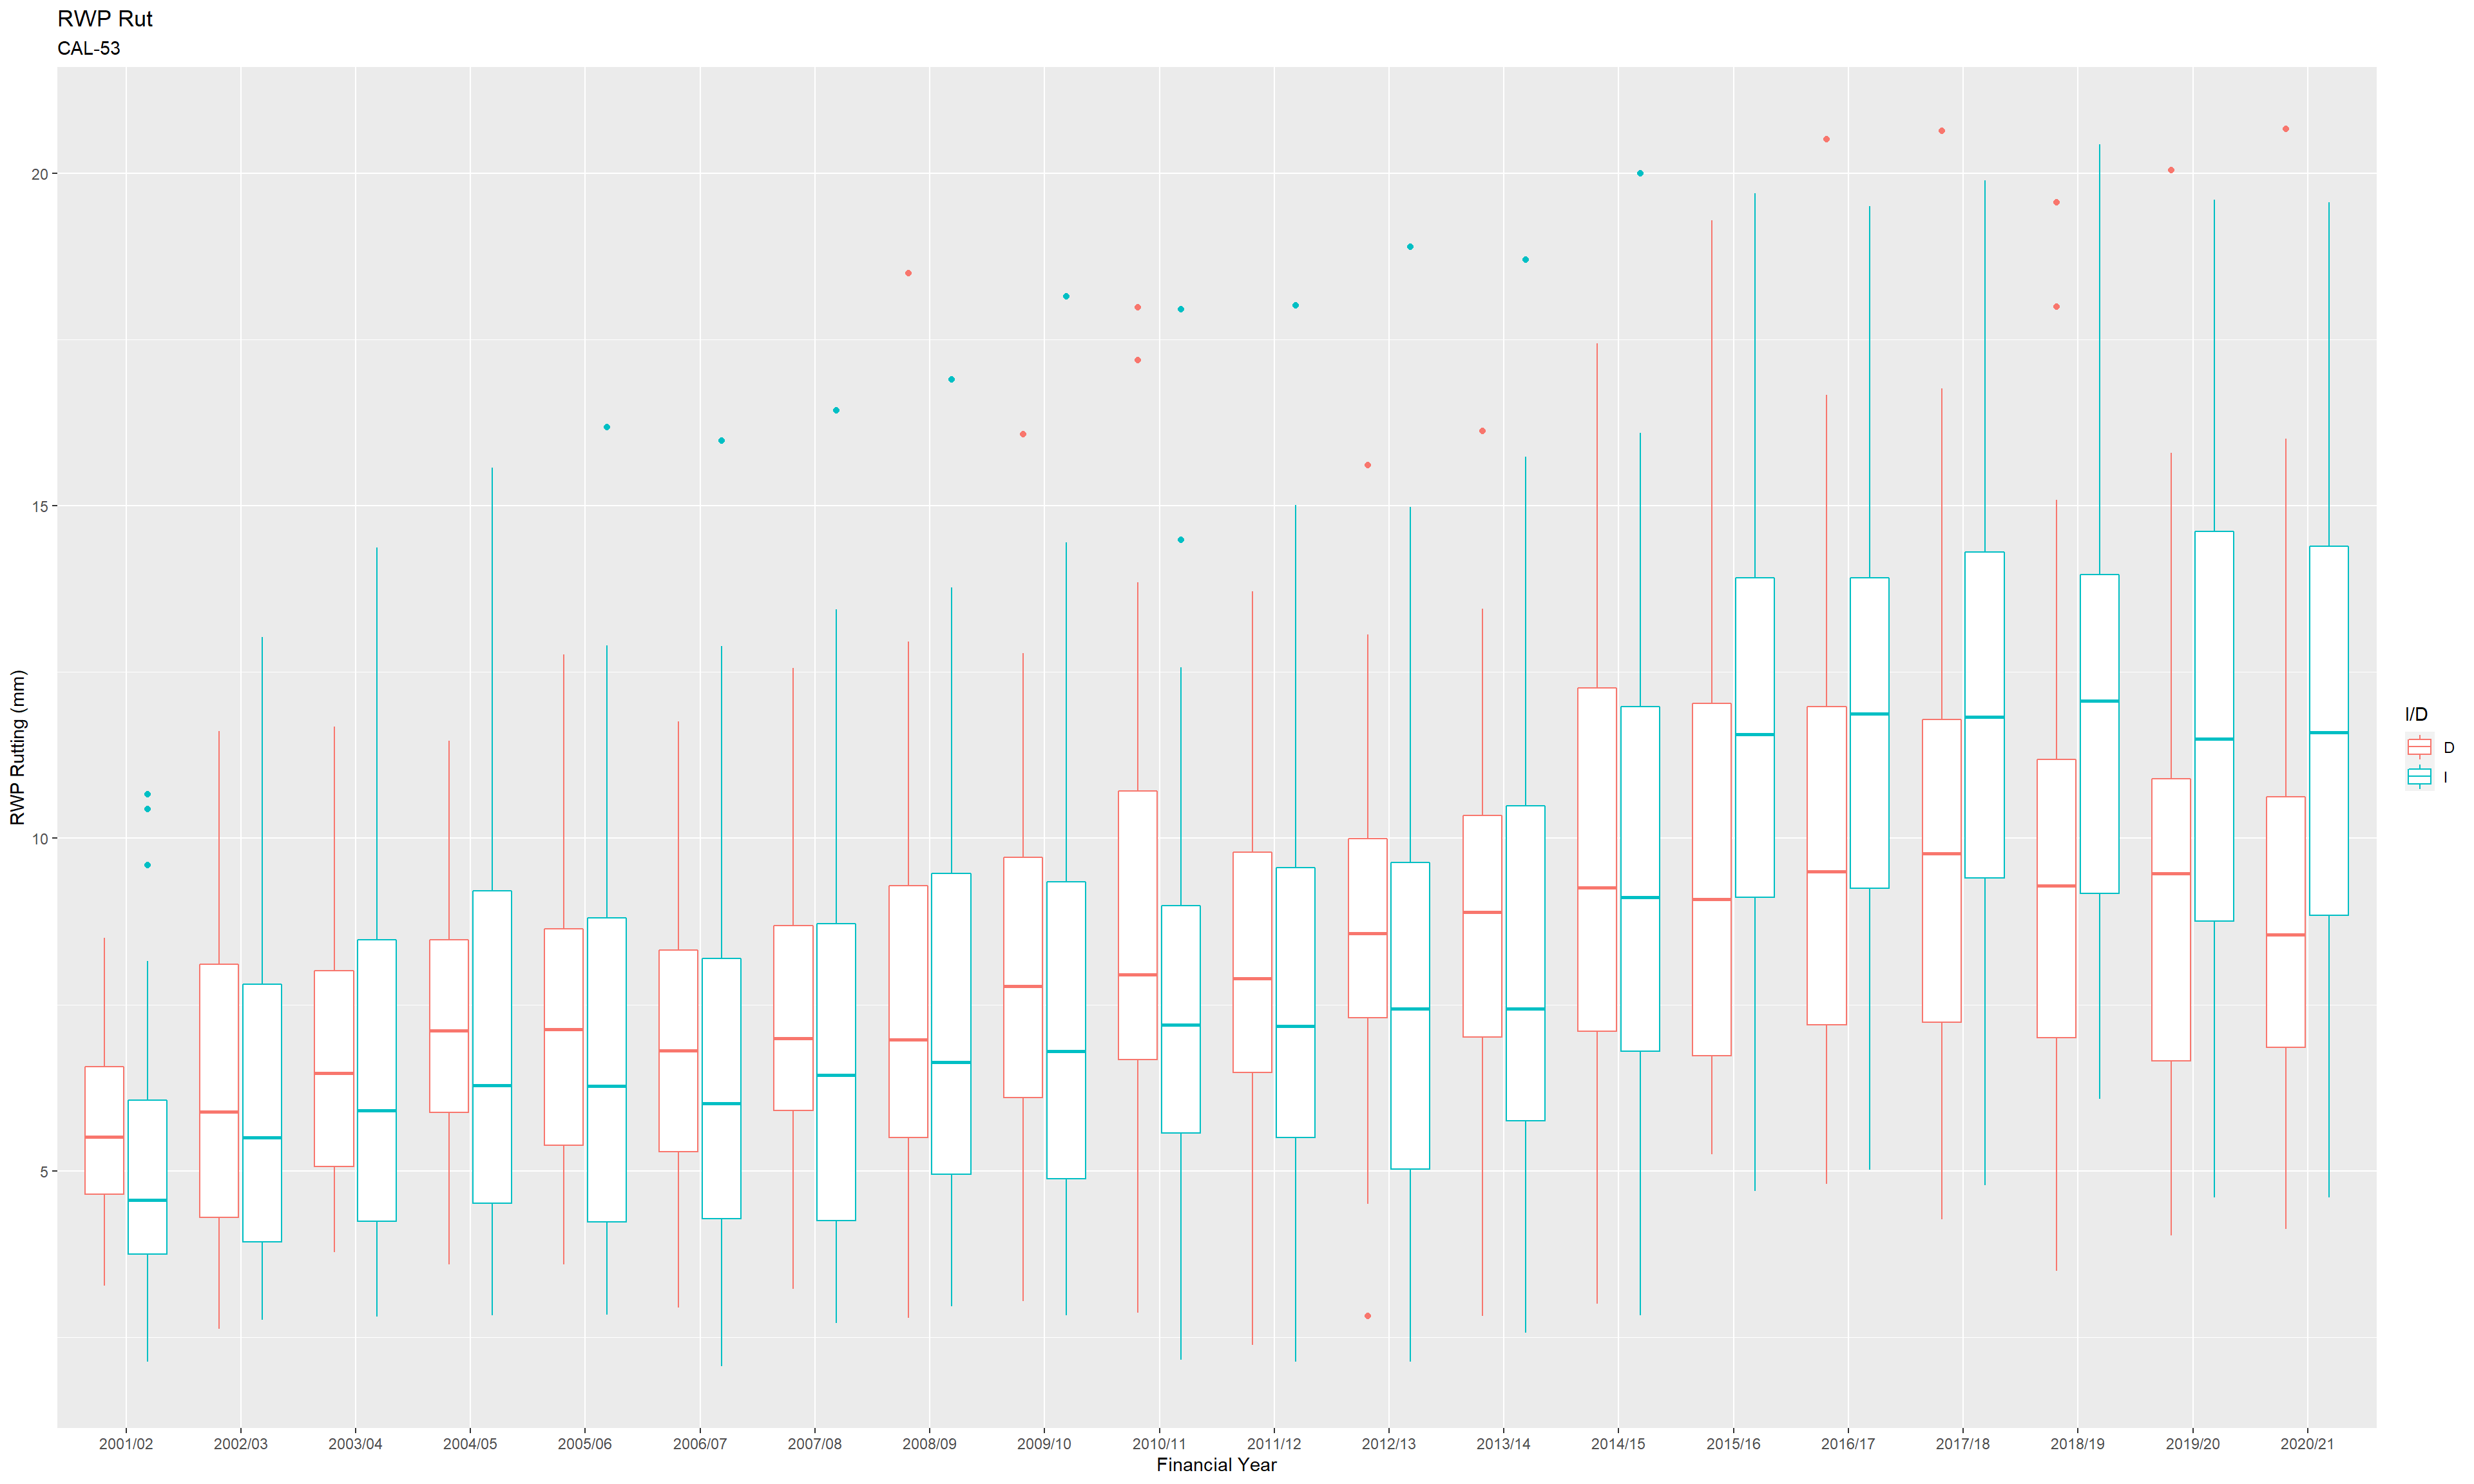 RWP Rut
CAL-53
RWP Rutting (mm)
20
15
10
5
2001/02 2002/03 2003/04 2004/05 2005/06 2006/07 2007/08 2008/09 2009/10 2010/11 2011/12 2012/13 2013/14 2014/15 2015/16 2016/17 2017/18 2018/19 2019/20 2020/21
Financial Year
I/D
D
I